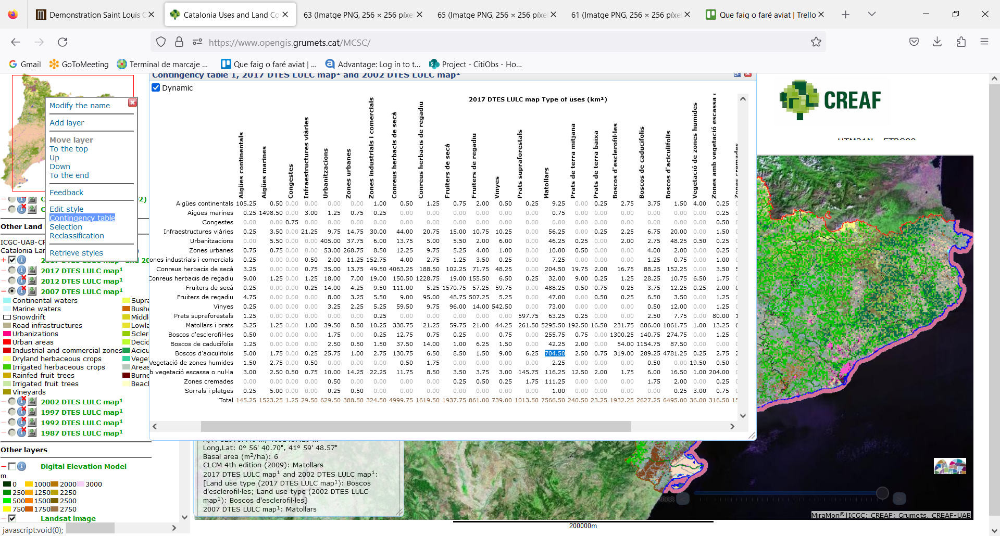 Demonstration Saint Louis C
Catalonia Uses and Land Co
63 (Imatge PNG, 256 × 256 píxe
65 (Imatge PNG, 256 × 256 píxe
61 (Imatge PNG, 256 × 256 píxe
Que faig o faré aviat | Trello
https://www.opengis.grumets.cat/MCSC/
Gmail
GoToMeeting
Terminal de marcaje ...
Que faig o faré aviat | ...
Advantage: Log in to t...
Project - CitiObs - Ho...
Contingency table 1, 2017 DTES LULC map¹ and 2002 DTES LULC map¹
Dynamic
2017 DTES LULC map Type of uses (km²)
Aigües continentals
Aigües marines
Congestes
Infraestructures viàries
Urbanitzacions
Zones urbanes
Zones industrials i comercials
Conreus herbacis de secà
Conreus herbacis de regadiu
Fruiters de secà
Fruiters de regadiu
Vinyes
Prats supraforestals
Matollars
Prats de terra mitjana
Prats de terra baixa
Boscos d'esclerofil·les
Boscos de caducifolis
Boscos d'aciculifolis
Vegetació de zones humides
Zones amb vegetació escassa
Zones cremades
Aigües continentals 105.25 0.50 0.00 0.00 0.00 0.00 1.00 0.50 1.25 0.75 2.00 0.50 0.25 9.25 0.00 0.25 2.75 3.75 1.50 4.00 0.25
Aigües marines 0.25 1498.50 0.00 3.00 1.25 0.75 0.25 0.00 0.00 0.00 0.00 0.00 0.00 0.75 0.00 0.00 0.00 0.00 0.00 0.00 0.25
Congestes 0.00 0.00 0.75 0.00 0.00 0.00 0.00 0.00 0.00 0.00 0.00 0.00 0.00 0.00 0.00 0.00 0.00 0.00 0.00 0.00 0.50
Infraestructures viàries 0.25 3.50 0.00 21.25 9.75 14.75 30.00 44.00 20.75 15.00 10.75 10.25 0.00 56.25 0.00 0.25 2.25 6.75 20.00 0.00 1.50
Urbanitzacions 0.00 5.50 0.00 0.00 405.00 37.75 6.00 13.75 5.00 5.50 2.00 6.00 0.00 46.25 0.25 0.00 2.00 2.75 48.25 0.50 0.25
Zones urbanes 0.75 0.75 0.00 0.00 53.00 268.75 8.50 12.25 9.75 5.25 4.00 1.00 0.00 10.00 0.50 0.00 0.00 4.00 2.00 0.00 0.25
ones industrials i comercials 0.25 0.00 0.00 0.50 2.00 11.25 152.75 4.00 2.75 1.25 3.50 0.25 0.00 7.25 0.00 0.00 0.00 1.25 0.75 0.00 1.00
Conreus herbacis de secà 3.25 0.00 0.00 0.75 35.00 13.75 49.50 4063.25 188.50 102.25 71.75 48.25 0.00 204.50 19.75 2.00 16.75 88.25 152.25 0.00 3.50
Conreus herbacis de regadiu 9.00 1.25 0.00 1.25 18.00 7.00 19.00 150.50 1228.75 19.00 155.50 6.50 0.25 32.00 9.00 0.25 1.25 28.25 10.75 6.50 1.75
Fruiters de secà 0.25 0.00 0.00 0.25 14.00 4.25 9.50 111.00 5.25 1570.75 57.25 59.75 0.00 488.25 0.50 0.75 0.25 3.75 12.25 0.25 2.00
Fruiters de regadiu 4.75 0.00 0.00 0.00 8.00 3.25 5.50 9.00 95.00 48.75 507.25 5.25 0.00 47.00 0.00 0.50 0.25 6.50 3.50 0.00 1.25
Vinyes 0.25 0.00 0.00 0.00 3.25 2.25 5.25 59.50 9.75 96.00 14.00 542.50 0.00 73.00 0.00 0.00 0.00 0.50 12.00 0.00 0.25
Prats supraforestals 1.25 0.00 0.00 0.00 0.00 0.00 0.25 0.00 0.00 0.00 0.00 0.00 597.75 63.25 0.25 0.00 0.00 2.50 7.75 0.00 80.00
Matollars i prats 8.25 1.25 0.00 1.00 39.50 8.50 10.25 338.75 21.25 59.75 21.00 44.25 261.50 5295.50 192.50 16.50 231.75 886.00 1061.75 1.00 13.25
Boscos d'esclerofil·les 0.50 0.00 0.00 0.00 1.75 0.00 0.25 12.75 0.75 0.25 0.00 0.75 0.00 255.75 0.75 0.00 1300.25 140.75 274.75 0.00 1.25
Boscos de caducifolis 1.25 0.00 0.00 0.00 2.50 0.50 1.50 37.50 14.00 1.00 6.25 1.50 0.00 42.25 2.00 0.00 54.00 1154.75 87.50 0.00 0.00
Boscos d'aciculifolis 5.00 1.75 0.00 0.25 25.75 1.00 2.75 130.75 6.50 8.50 1.50 9.00 6.25 704.50 2.50 0.75 319.00 289.25 4781.25 0.25 2.75
Vegetació de zones humides 1.50 2.75 0.00 0.50 0.00 0.00 0.00 0.50 1.75 0.00 0.00 0.00 0.00 2.25 0.00 0.00 0.00 0.50 0.00 19.50 0.50
b vegetació escassa o nul·la 3.00 2.50 0.50 0.75 10.00 14.25 22.25 11.75 8.50 3.50 3.75 3.00 145.75 116.25 12.50 2.00 1.75 6.00 16.50 1.00 204.00
Zones cremades 0.00 0.00 0.00 0.00 0.50 0.00 0.00 0.00 0.00 0.25 0.50 0.25 1.75 111.25 0.00 0.00 0.00 1.75 2.00 0.00 0.25
Sorrals i platges 0.25 5.00 0.00 0.00 0.25 0.50 0.00 0.00 0.00 0.00 0.00 0.00 0.00 1.00 0.00 0.00 0.00 0.00 0.25 3.00 0.75
Total 145.25 1523.25 1.25 29.50 629.50 388.50 324.50 4999.75 1619.50 1937.75 861.00 739.00 1013.50 7566.50 240.50 23.25 1932.25 2627.25 6495.00 36.00 316.50
Modify the name
Add layer
Move layer
To the top
Up
Down
To the end
Feedback
Edit style
Contingency table
Selection
Reclassification
Retrieve styles
Other Land
ICGC-UAB-CR
Catalonia Lan
2017 DTES LULC map¹
2012 DTES LULC map¹
2007 DTES LULC map¹
Continental waters
Marine waters
Snowdrift
Road infrastructures
Urbanizations
Urban areas
Industrial and commercial zones
Dryland herbaceous crops
Irrigated herbaceous crops
Rainfed fruit trees
Irrigated fruit trees
Vineyards
Supra
Bushe
Middl
Lowla
Scler
Decid
Acicu
Veget
Areas
Burne
Beach
2002 DTES LULC map¹
1997 DTES LULC map¹
1992 DTES LULC map¹
1987 DTES LULC map¹
Other layers
Digital Elevation Model
m
0 1000 2000 3000
250 1250 2250
500 1500 2500
750 1750 2750
Landsat image
javascript:void(0);
Long,Lat: 0° 56' 40.70", 41° 59' 48.57"
Basal area (m²/ha): 6
CLCM 4th edition (2009): Matollars
2017 DTES LULC map¹ and 2002 DTES LULC map¹:
[Land use type (2017 DTES LULC map¹): Boscos
d'esclerofil·les; Land use type (2002 DTES LULC
map¹): Boscos d'esclerofil·les]
2007 DTES LULC map¹: Matollars
CREAF
2018
MiraMon©|ICGC; CREAF; Grumets, CREAF-UAB
200000m